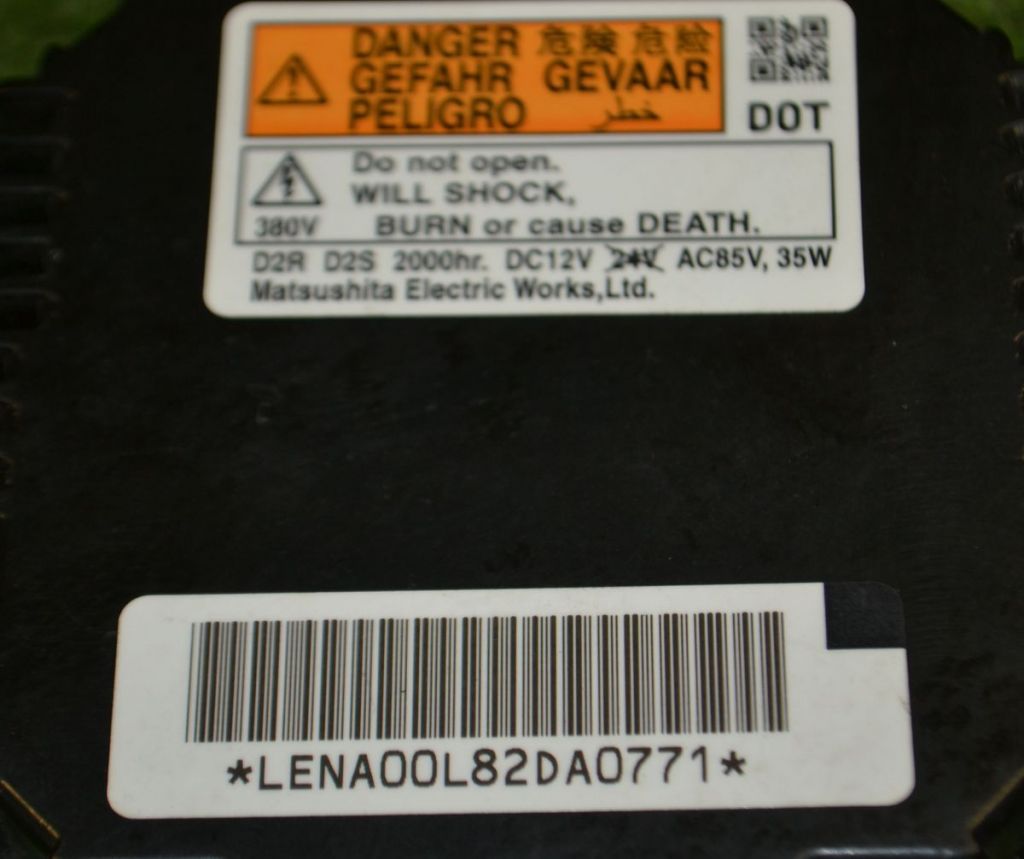 DANGER 危険 危险
GEFAHR GEVAAR
PELIGRO خطر
DOT
Do not open.
WILL SHOCK,
380V BURN or cause DEATH.
D2R D2S 2000hr. DC12V 24V AC85V, 35W
Matsushita Electric Works,Ltd.
*LENA00L82DA0771*